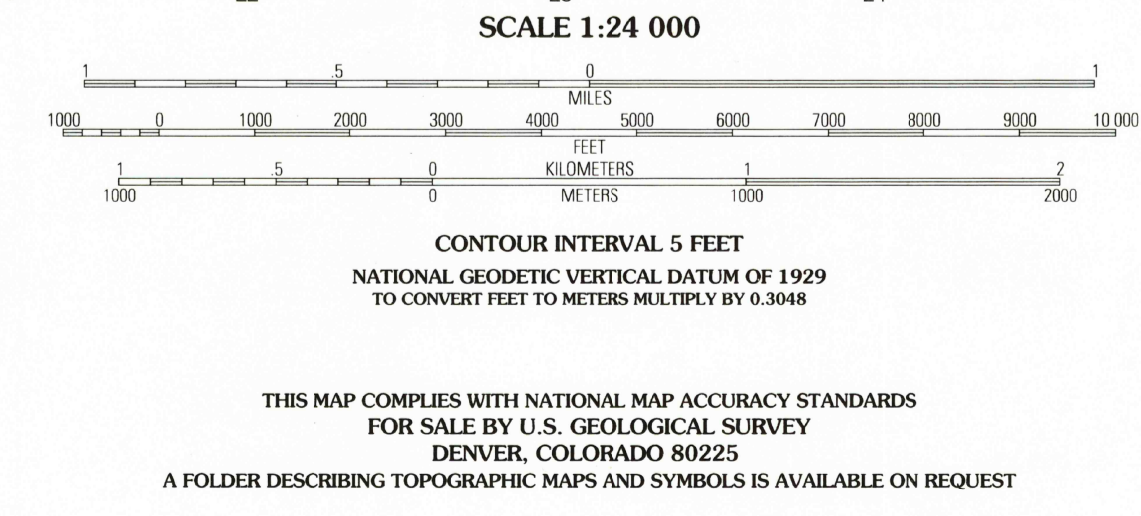 SCALE 1:24 000
1 .5 0 1
MILES
1000 0 1000 2000 3000 4000 5000 6000 7000 8000 9000 10 000
FEET
1 .5 0 KILOMETERS 1 2
1000 0 METERS 1000 2000
CONTOUR INTERVAL 5 FEET
NATIONAL GEODETIC VERTICAL DATUM OF 1929
TO CONVERT FEET TO METERS MULTIPLY BY 0.3048
THIS MAP COMPLIES WITH NATIONAL MAP ACCURACY STANDARDS
FOR SALE BY U.S. GEOLOGICAL SURVEY
DENVER, COLORADO 80225
A FOLDER DESCRIBING TOPOGRAPHIC MAPS AND SYMBOLS IS AVAILABLE ON REQUEST